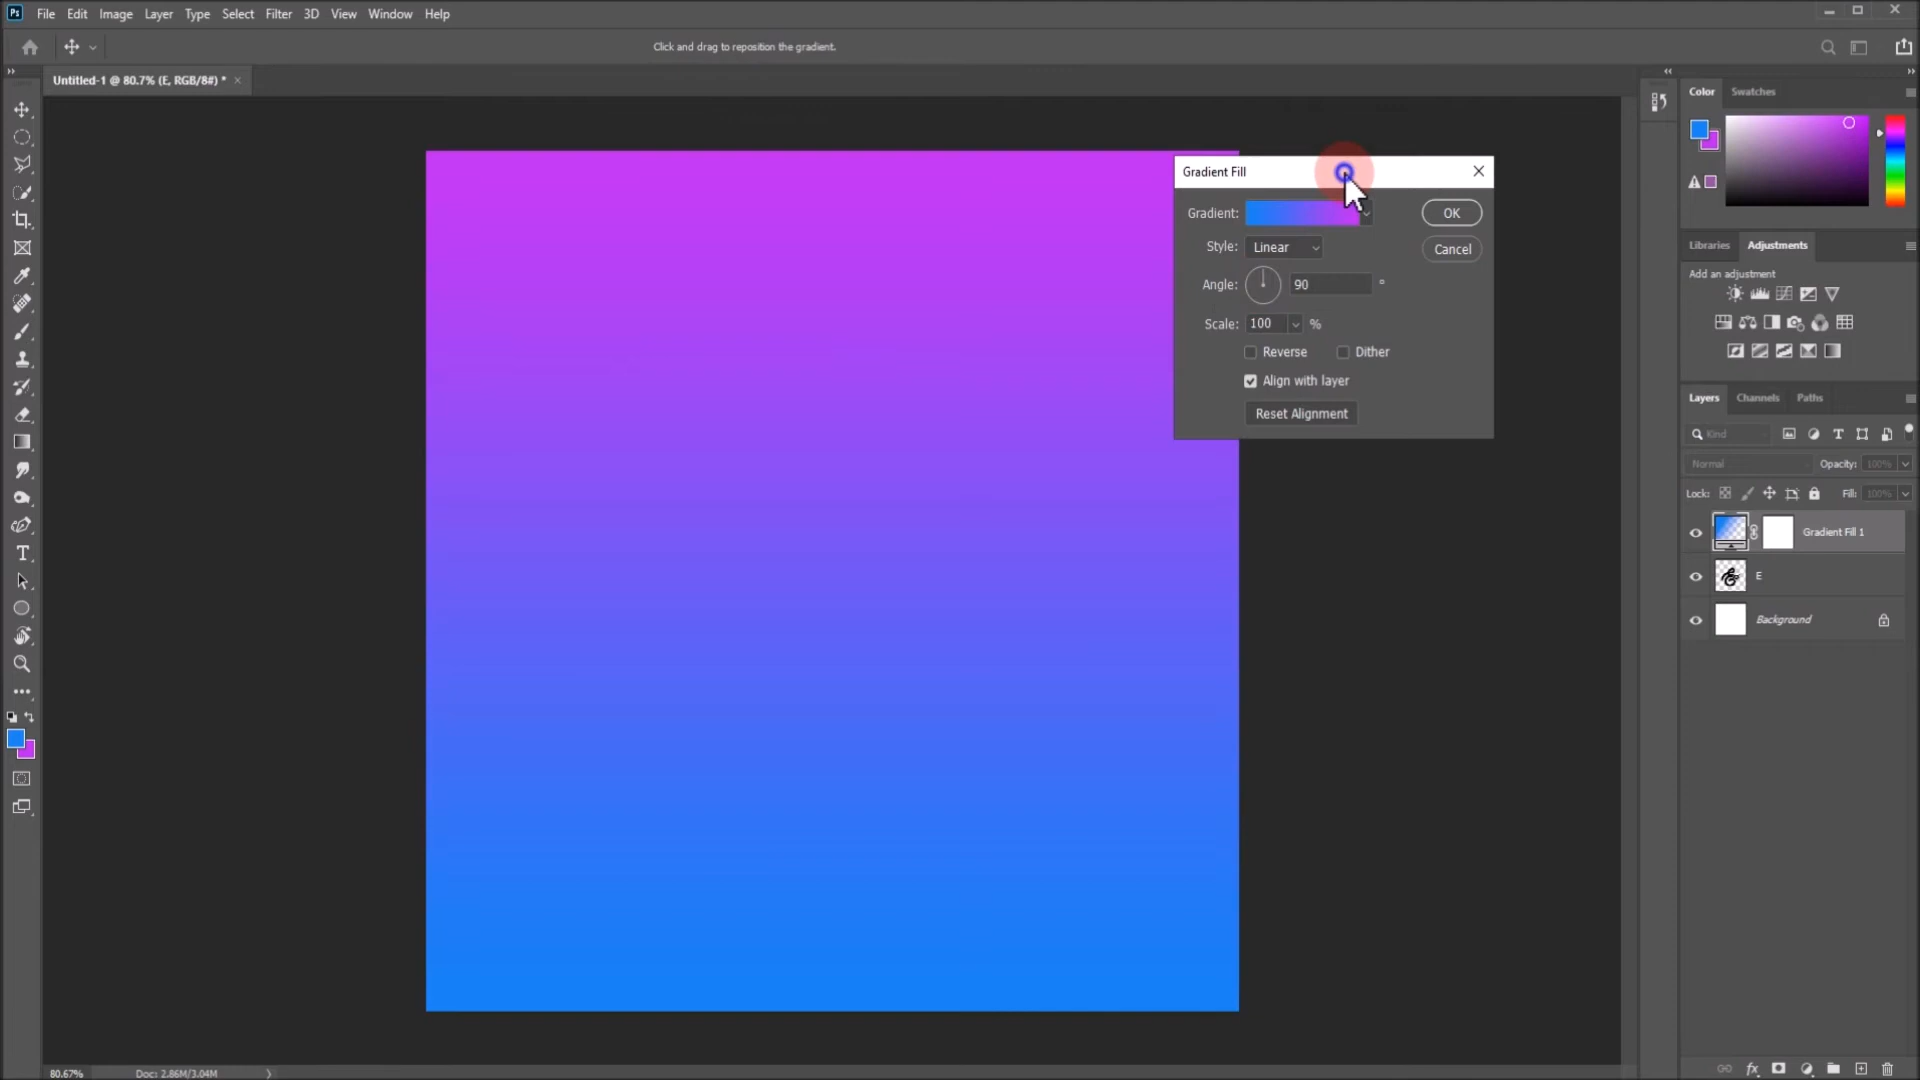 Ps File Edit Image Layer Type Select Filter 3D View Window Help
Click and drag to reposition the gradient.
Untitled-1 @ 80.7% (E, RGB/8#) * ×
Color Swatches
Gradient Fill
Gradient: OK
Style: Linear Cancel
Angle: 90 °
Scale: 100 %
Reverse Dither
Align with layer
Reset Alignment
Libraries Adjustments
Add an adjustment
Layers Channels Paths
Kind
Normal Opacity: 100%
Lock: Fill: 100%
Gradient Fill 1
E
Background
80.67% Doc: 2.86M/3.04M